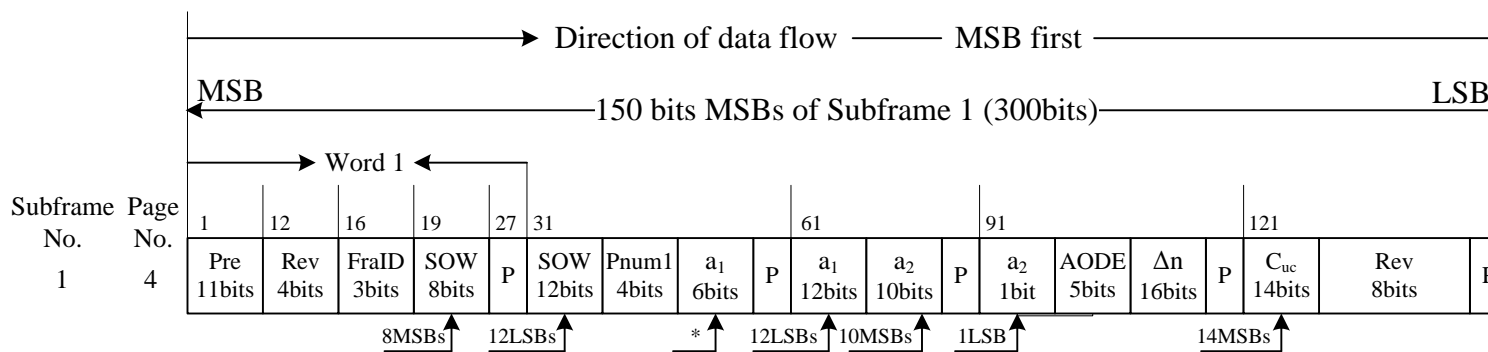 Direction of data flow MSB first
MSB LSB
150 bits MSBs of Subframe 1 (300bits)
Word 1
Subframe No. 1
Page No. 4
1 12 16 19 27 31 61 91 121
Pre 11bits
Rev 4bits
FraID 3bits
SOW 8bits
P
SOW 12bits
Pnum1 4bits
a₁ 6bits
P
a₁ 12bits
a₂ 10bits
P
a₂ 1bit
AODE 5bits
Δn 16bits
P
Cuc 14bits
Rev 8bits
8MSBs 12LSBs * 12LSBs 10MSBs 1LSB 14MSBs